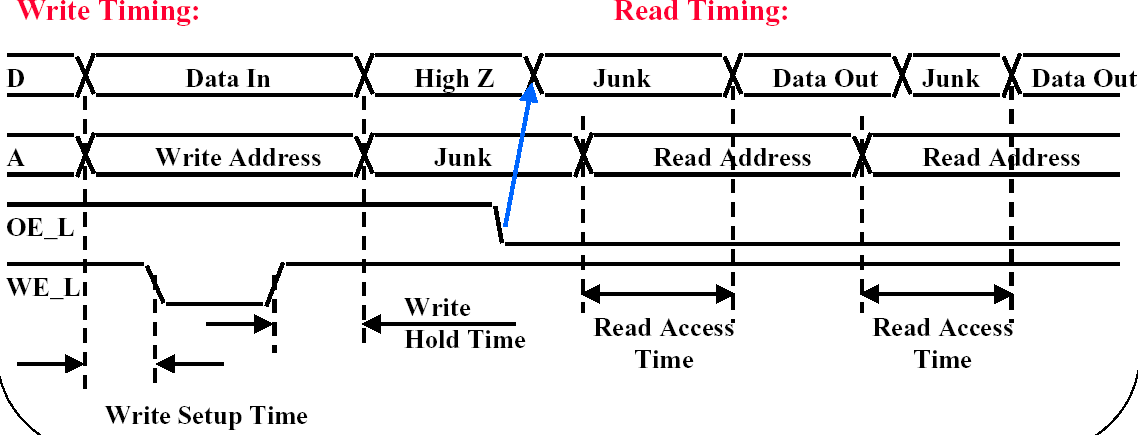 Write Timing: Read Timing:
D Data In High Z Junk Data Out Junk Data Out
A Write Address Junk Read Address Read Address
OE_L
WE_L
Write
Hold Time
Read Access
Time
Read Access
Time
Write Setup Time